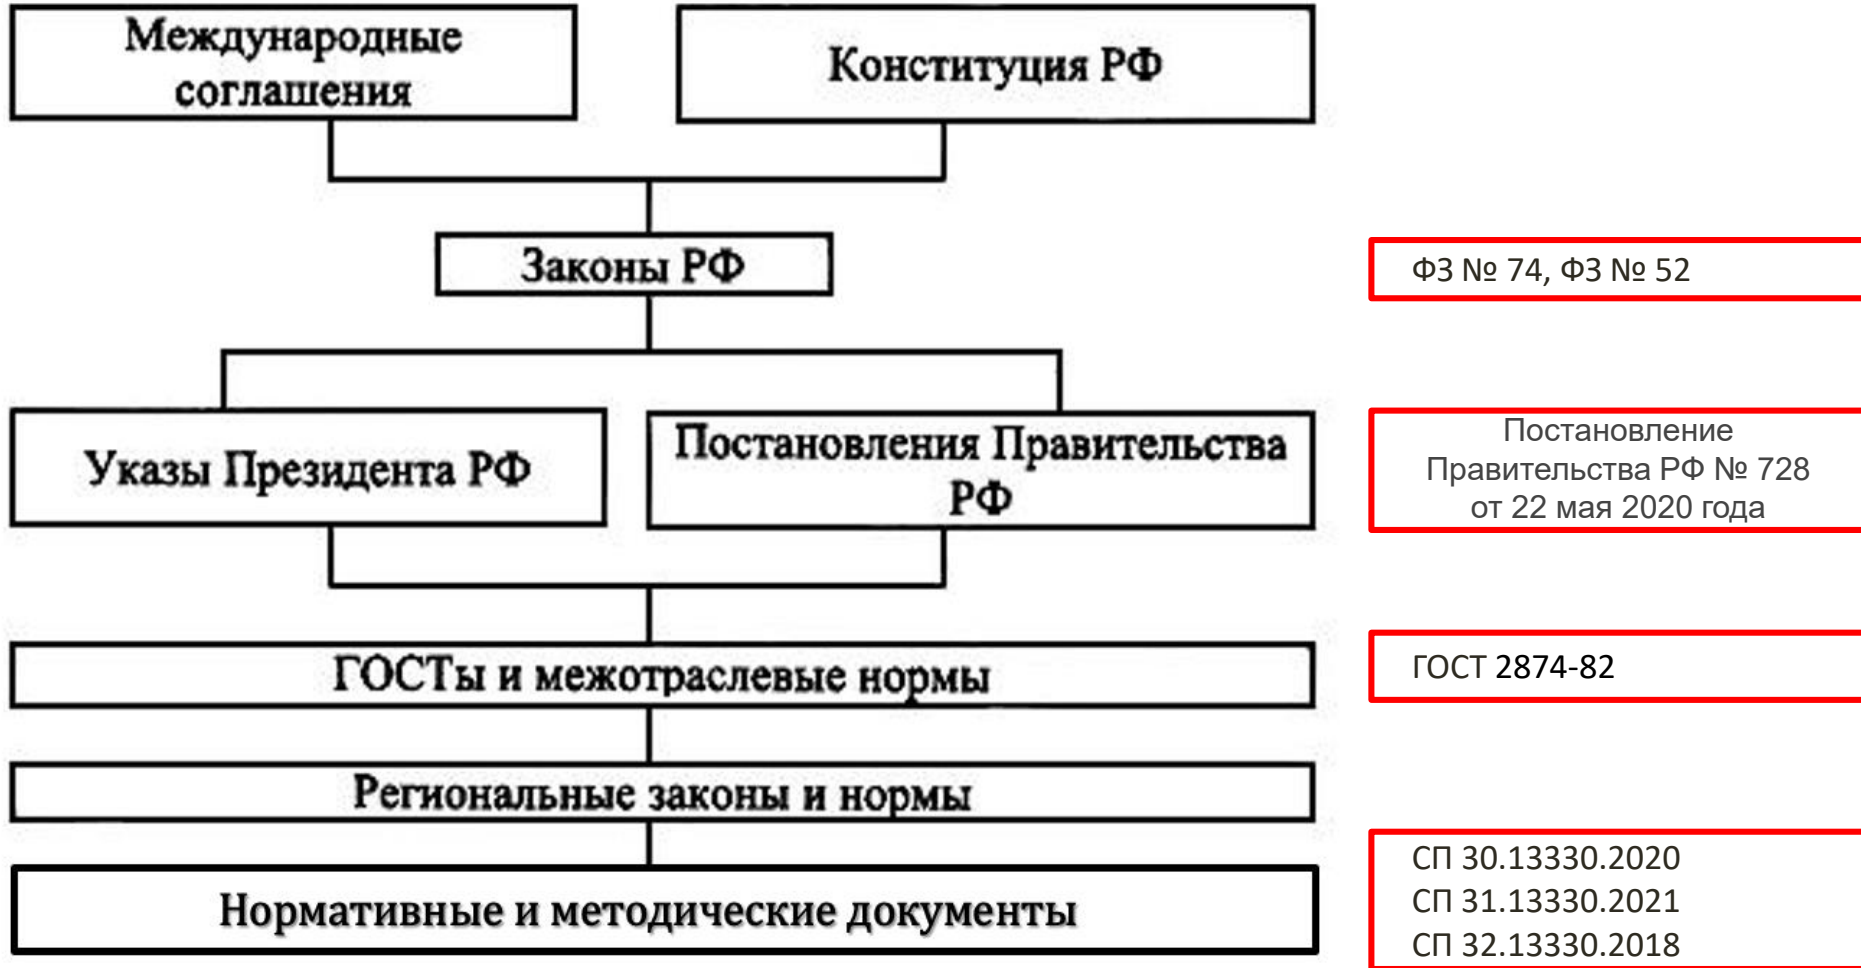 Международные
соглашения
Конституция РФ
Законы РФ
ФЗ № 74, ФЗ № 52
Указы Президента РФ
Постановления Правительства
РФ
Постановление
Правительства РФ № 728
от 22 мая 2020 года
ГОСТы и межотраслевые нормы
ГОСТ 2874-82
Региональные законы и нормы
Нормативные и методические документы
СП 30.13330.2020
СП 31.13330.2021
СП 32.13330.2018